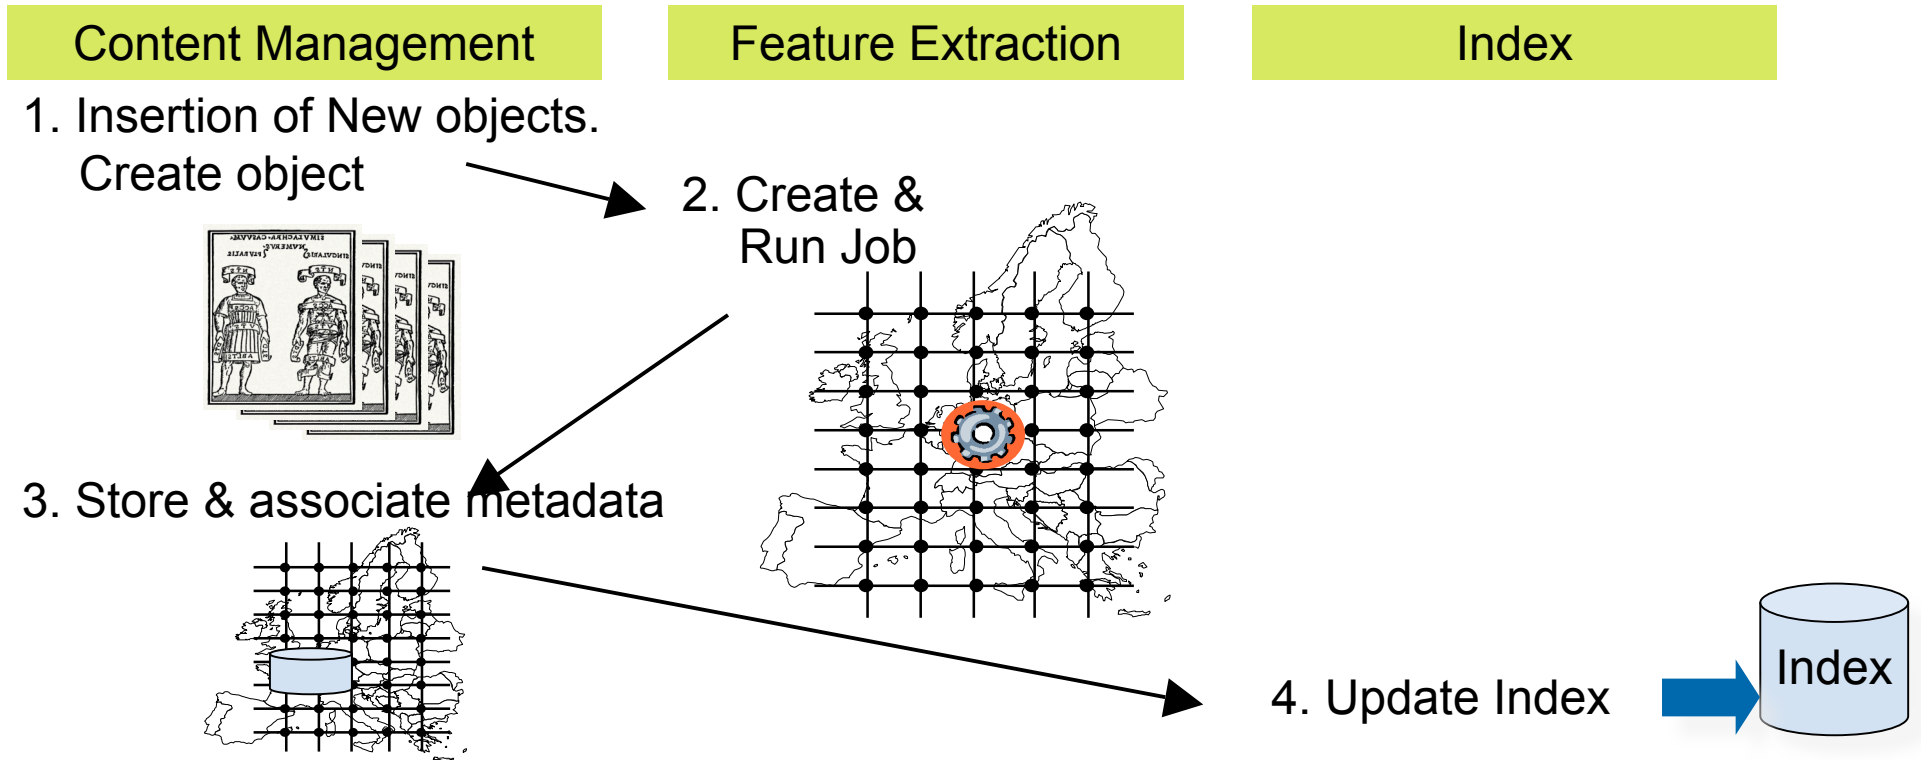 Content Management
Feature Extraction
Index
1. Insertion of New objects.
Create object
2. Create &
Run Job
3. Store & associate metadata
4. Update Index
Index